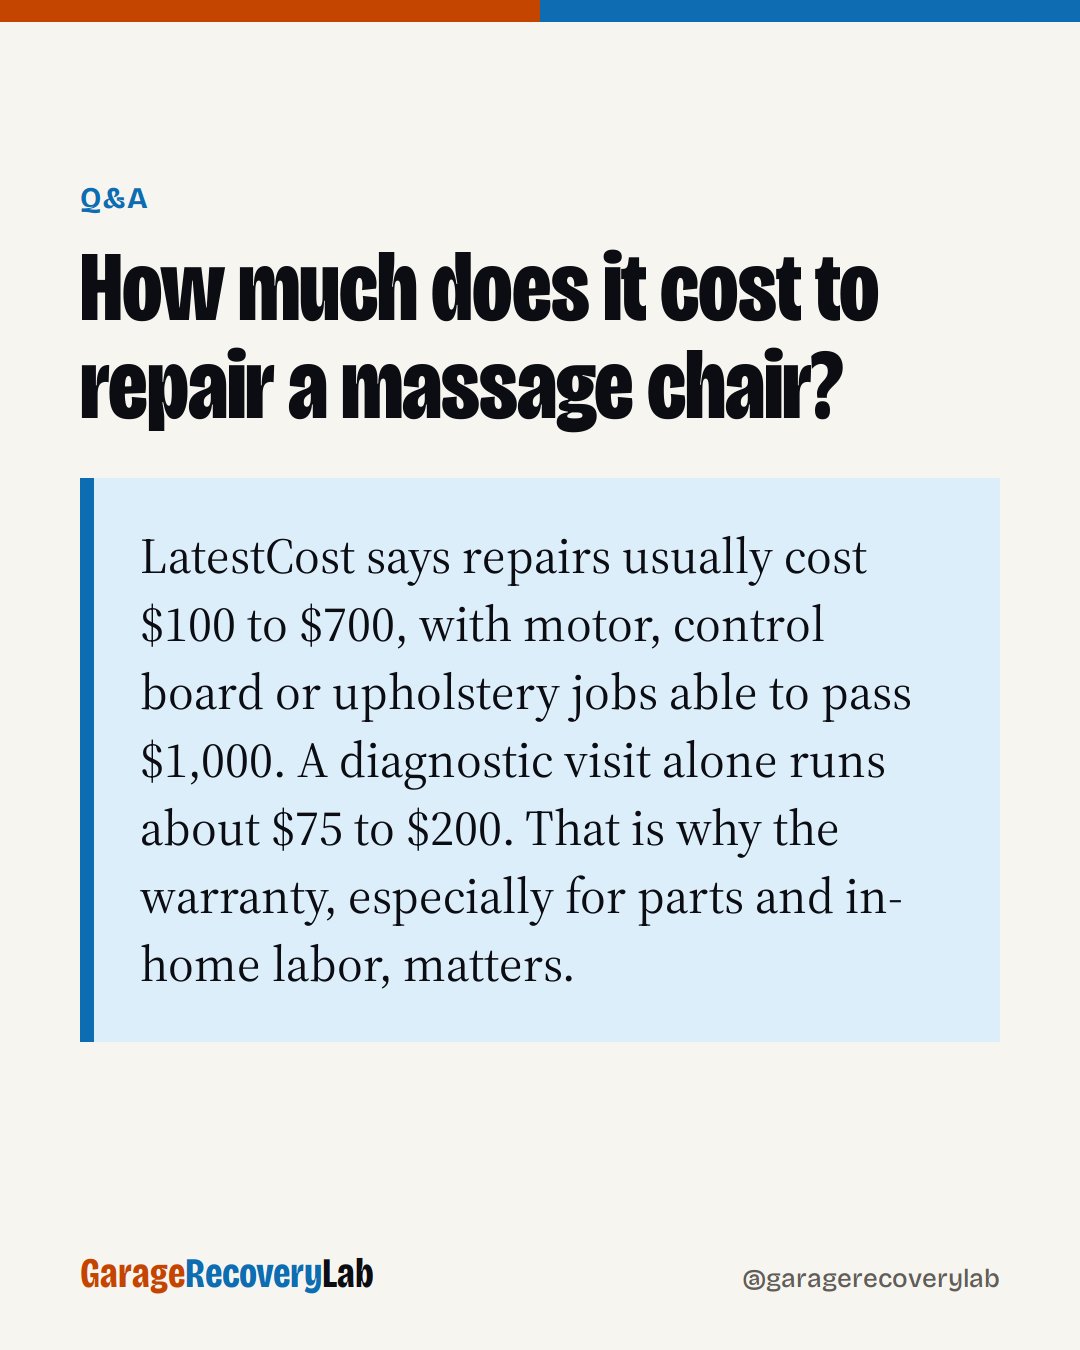 Q&A
How much does it cost to
repair a massage chair?
LatestCost says repairs usually cost
$100 to $700, with motor, control
board or upholstery jobs able to pass
$1,000. A diagnostic visit alone runs
about $75 to $200. That is why the
warranty, especially for parts and in-
home labor, matters.
GarageRecoveryLab
@garagerecoverylab